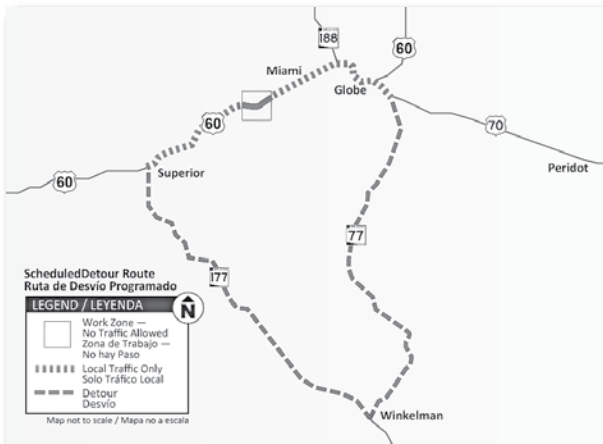 ARIZONA
188
60
Miami
Globe
60
70
Peridot
60
Superior
77
177
ScheduledDetour Route
Ruta de Desvío Programado
LEGEND / LEYENDA
N
Work Zone —
No Traffic Allowed
Zona de Trabajo —
No hay Paso
Local Traffic Only
Solo Tráfico Local
Detour
Desvío
Map not to scale / Mapa no a escala
Winkelman